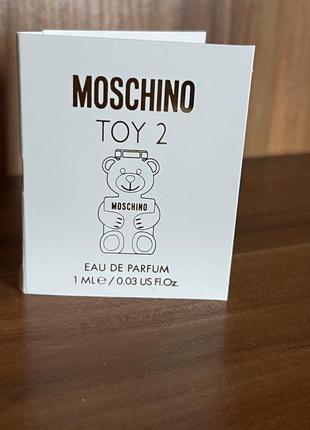 MOSCHINO
TOY 2
MOSCHINO
EAU DE PARFUM
1 ML ℮ / 0.03 US Fl.Oz.